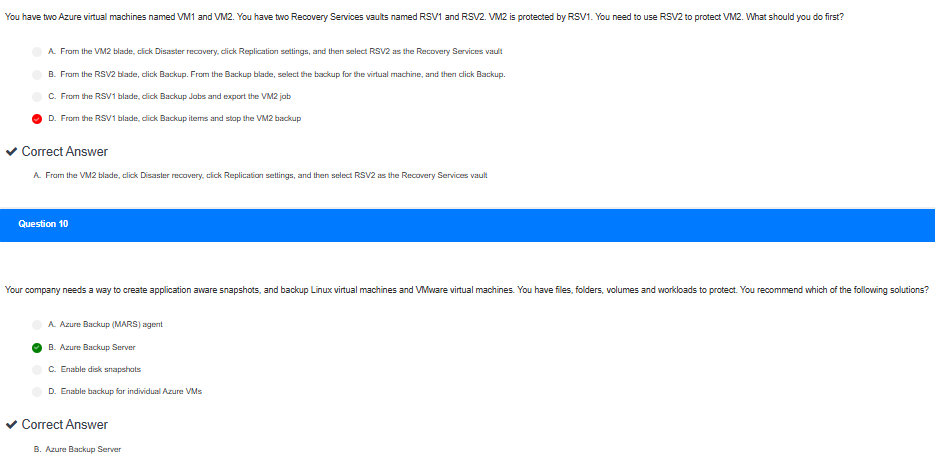 You have two Azure virtual machines named VM1 and VM2. You have two Recovery Services vaults named RSV1 and RSV2. VM2 is protected by RSV1. You need to use RSV2 to protect VM2. What should you do first?
A. From the VM2 blade, click Disaster recovery, click Replication settings, and then select RSV2 as the Recovery Services vault
B. From the RSV2 blade, click Backup. From the Backup blade, select the backup for the virtual machine, and then click Backup.
C. From the RSV1 blade, click Backup Jobs and export the VM2 job
D. From the RSV1 blade, click Backup items and stop the VM2 backup
Correct Answer
A. From the VM2 blade, click Disaster recovery, click Replication settings, and then select RSV2 as the Recovery Services vault
Question 10
Your company needs a way to create application aware snapshots, and backup Linux virtual machines and VMware virtual machines. You have files, folders, volumes and workloads to protect. You recommend which of the following solutions?
A. Azure Backup (MARS) agent
B. Azure Backup Server
C. Enable disk snapshots
D. Enable backup for individual Azure VMs
Correct Answer
B. Azure Backup Server